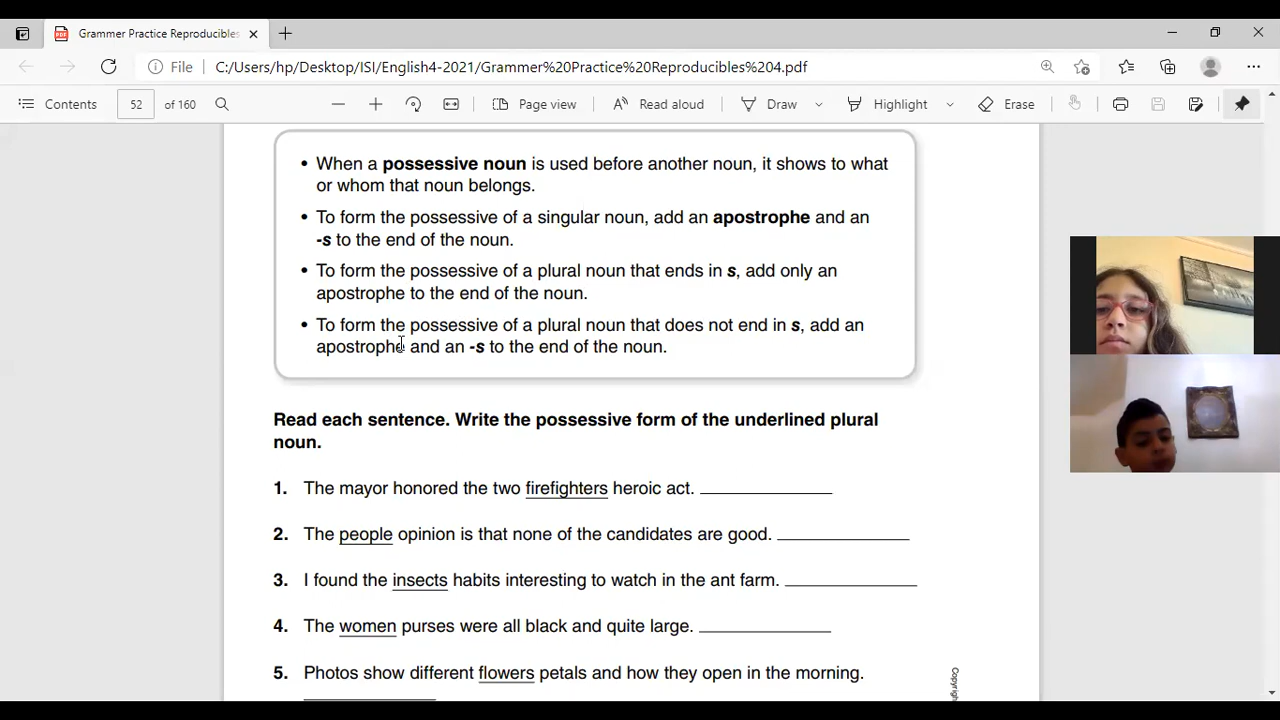 Grammer Practice Reproducibles
File C:/Users/hp/Desktop/ISI/English4-2021/Grammer%20Practice%20Reproducibles%204.pdf
Contents 52 of 160 Page view Read aloud Draw Highlight Erase
• When a possessive noun is used before another noun, it shows to what
or whom that noun belongs.
• To form the possessive of a singular noun, add an apostrophe and an
-s to the end of the noun.
• To form the possessive of a plural noun that ends in s, add only an
apostrophe to the end of the noun.
• To form the possessive of a plural noun that does not end in s, add an
apostrophe and an -s to the end of the noun.
Read each sentence. Write the possessive form of the underlined plural
noun.
1. The mayor honored the two firefighters heroic act.
2. The people opinion is that none of the candidates are good.
3. I found the insects habits interesting to watch in the ant farm.
4. The women purses were all black and quite large.
5. Photos show different flowers petals and how they open in the morning.